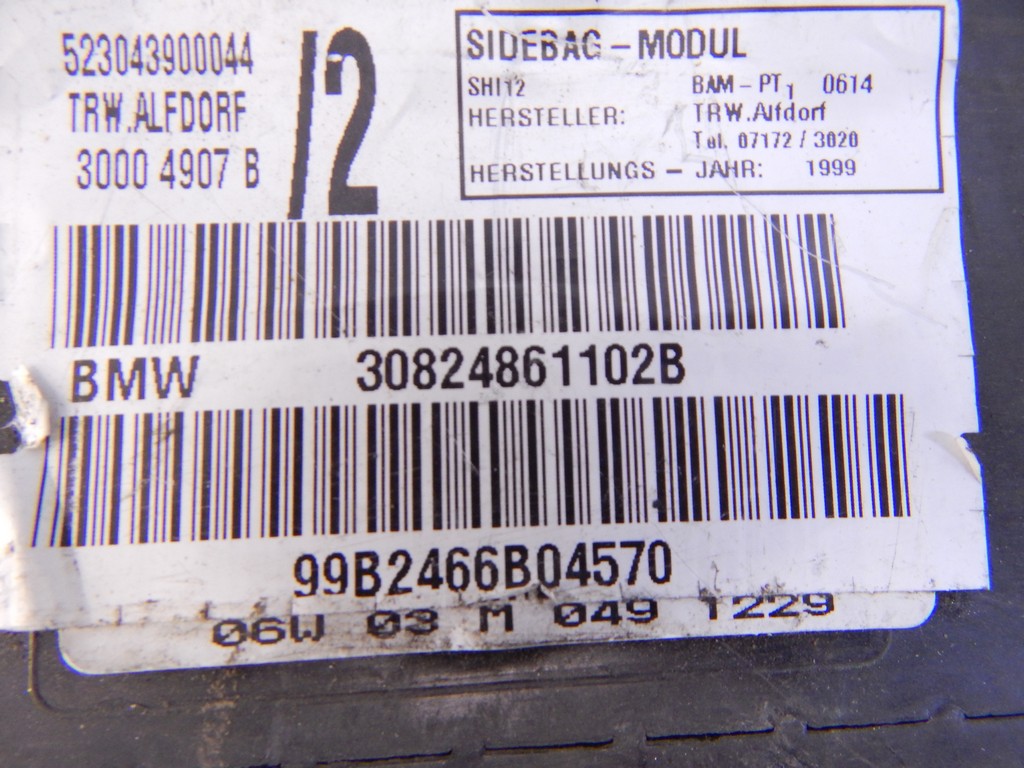 523043900044
TRW.ALFDORF
3000 4907 B
/2
SIDEBAG - MODUL
SHI12 BAM - PT1 0614
HERSTELLER: TRW.Alfdorf
Tel. 07172 / 3020
HERSTELLUNGS - JAHR: 1999
BMW 30824861102B
99B2466B04570
06W 03 M 049 1229